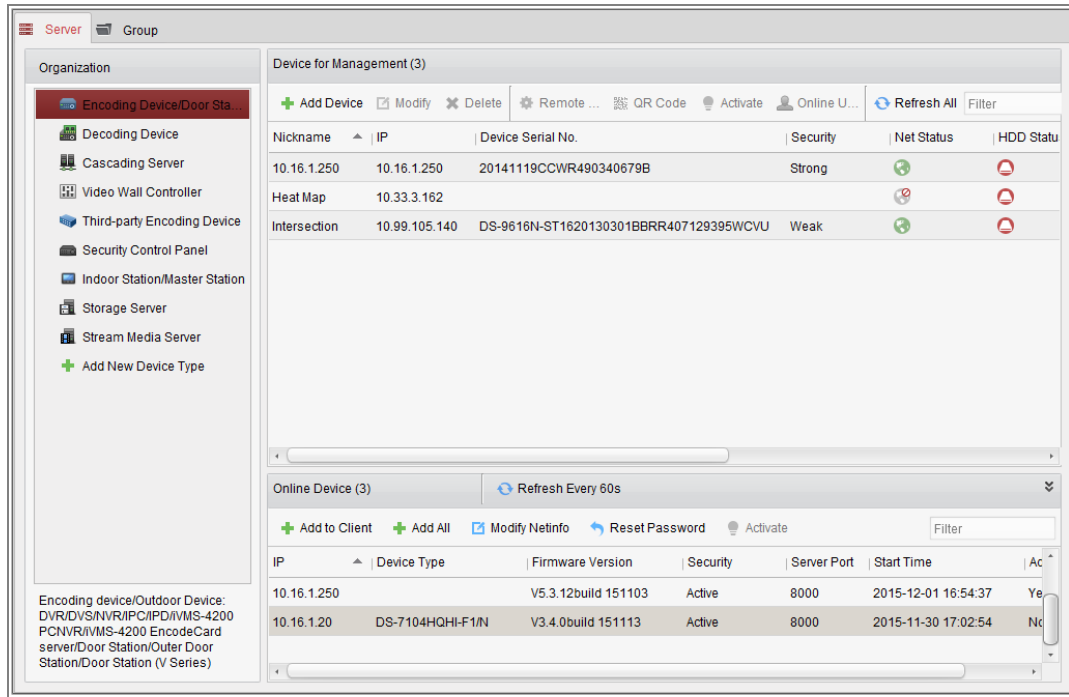 Server Group
Organization
Encoding Device/Door Sta...
Decoding Device
Cascading Server
Video Wall Controller
Third-party Encoding Device
Security Control Panel
Indoor Station/Master Station
Storage Server
Stream Media Server
Add New Device Type
Encoding device/Outdoor Device:
DVR/DVS/NVR/IPC/IPD/iVMS-4200
PCNVR/iVMS-4200 EncodeCard
server/Door Station/Outer Door
Station/Door Station (V Series)
Device for Management (3)
Add Device Modify Delete Remote ... QR Code Activate Online U... Refresh All Filter
Nickname IP Device Serial No. Security Net Status HDD Statu
10.16.1.250 10.16.1.250 20141119CCWR490340679B Strong
Heat Map 10.33.3.162
Intersection 10.99.105.140 DS-9616N-ST1620130301BBRR407129395WCVU Weak
Online Device (3) Refresh Every 60s
Add to Client Add All Modify Netinfo Reset Password Activate Filter
IP Device Type Firmware Version Security Server Port Start Time Ad
10.16.1.250 V5.3.12build 151103 Active 8000 2015-12-01 16:54:37 Ye
10.16.1.20 DS-7104HQHI-F1/N V3.4.0build 151113 Active 8000 2015-11-30 17:02:54 No